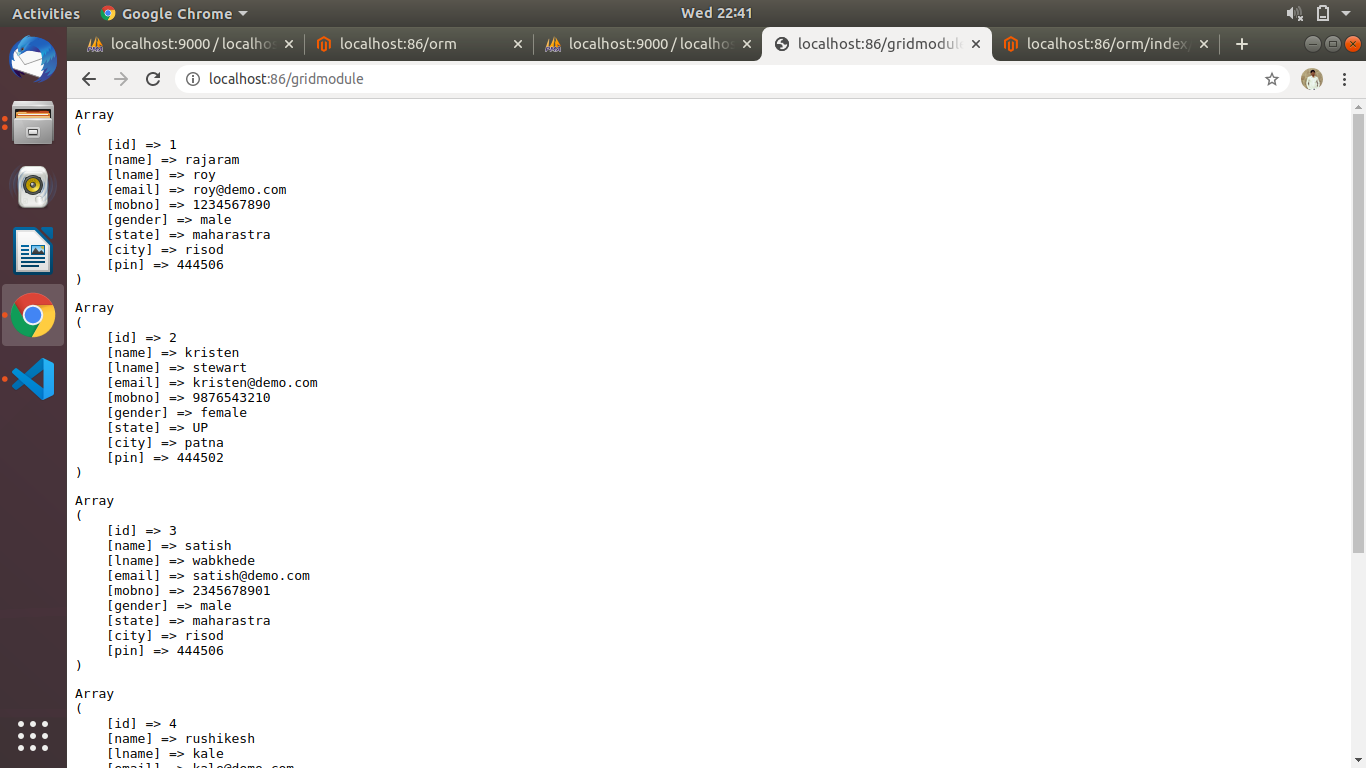 Activities
Google Chrome
Wed 22:41
localhost:9000 / localhos
localhost:86/orm
localhost:9000 / localhos
localhost:86/gridmodule
localhost:86/orm/index
localhost:86/gridmodule
Array
(
[id] => 1
[name] => rajaram
[lname] => roy
[email] => roy@demo.com
[mobno] => 1234567890
[gender] => male
[state] => maharastra
[city] => risod
[pin] => 444506
)
Array
(
[id] => 2
[name] => kristen
[lname] => stewart
[email] => kristen@demo.com
[mobno] => 9876543210
[gender] => female
[state] => UP
[city] => patna
[pin] => 444502
)
Array
(
[id] => 3
[name] => satish
[lname] => wabkhede
[email] => satish@demo.com
[mobno] => 2345678901
[gender] => male
[state] => maharastra
[city] => risod
[pin] => 444506
)
Array
(
[id] => 4
[name] => rushikesh
[lname] => kale
[email] => kale@demo.com